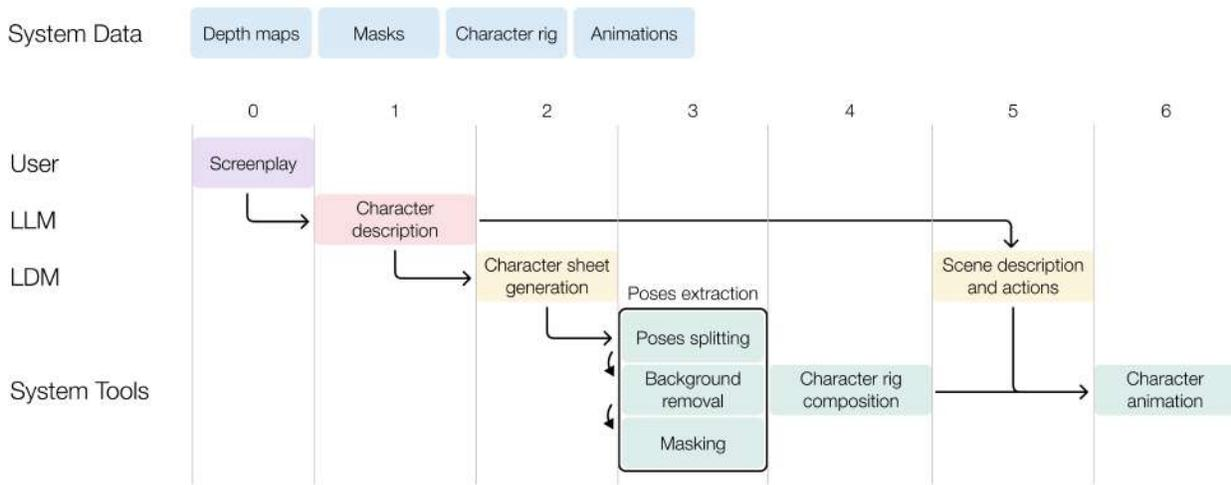 System Data
Depth maps
Masks
Character rig
Animations
0
1
2
3
4
5
6
User
Screenplay
LLM
Character
description
LDM
Character sheet
generation
Scene description
and actions
Poses extraction
Poses splitting
System Tools
Background
removal
Character rig
composition
Character
animation
Masking